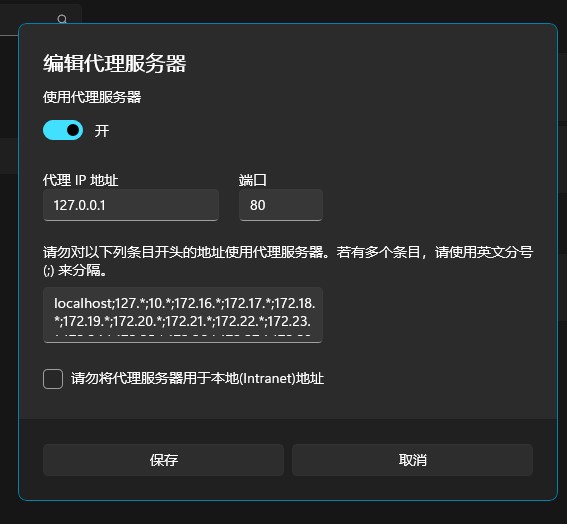 编辑代理服务器
使用代理服务器
开
代理 IP 地址
端口
127.0.0.1
80
请勿对以下列条目开头的地址使用代理服务器。若有多个条目，请使用英文分号
(;) 来分隔。
localhost;127.*;10.*;172.16.*;172.17.*;172.18.
*;172.19.*;172.20.*;172.21.*;172.22.*;172.23.
请勿将代理服务器用于本地(Intranet)地址
保存
取消